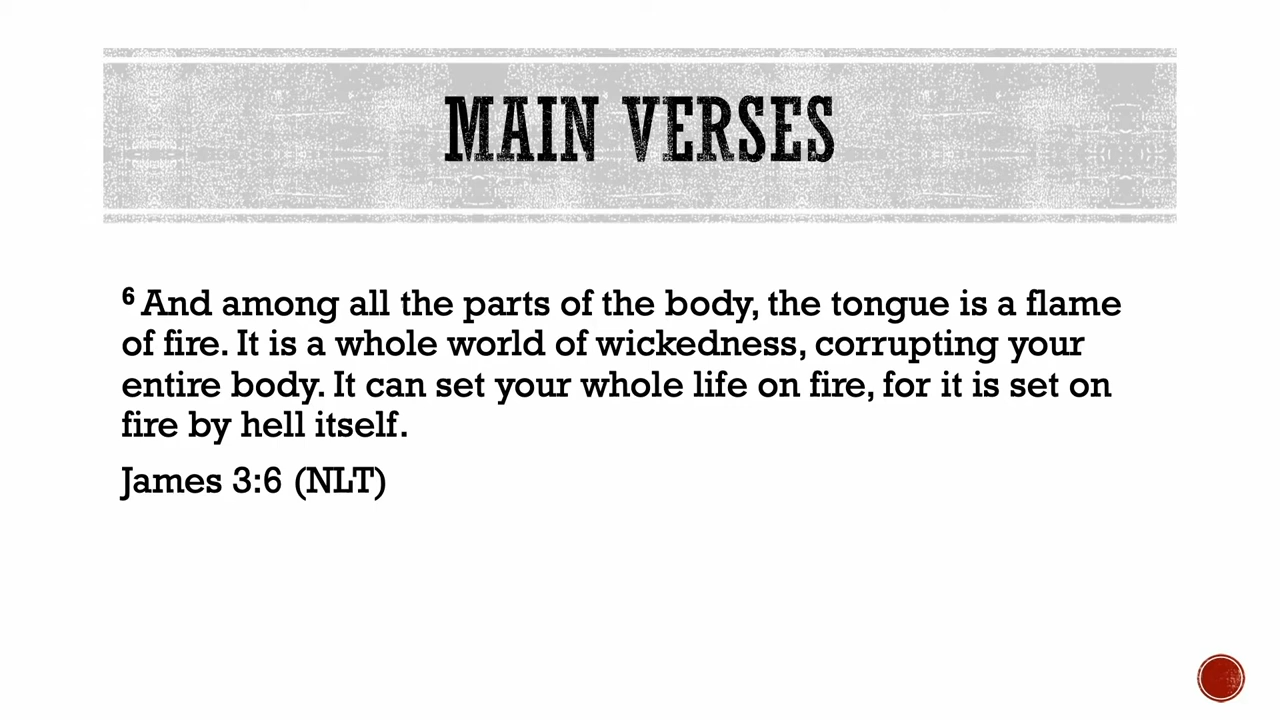 MAIN VERSES
6 And among all the parts of the body, the tongue is a flame
of fire. It is a whole world of wickedness, corrupting your
entire body. It can set your whole life on fire, for it is set on
fire by hell itself.
James 3:6 (NLT)